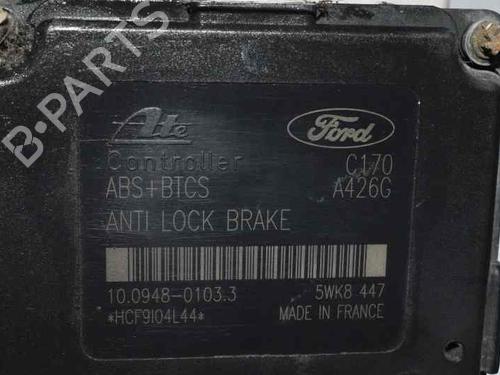 B-PARTS
Ate
Ford
Controller C170
ABS+BTCS A426G
ANTI LOCK BRAKE
10.0948-0103.3 5WK8 447
*HCF9I04L44* MADE IN FRANCE